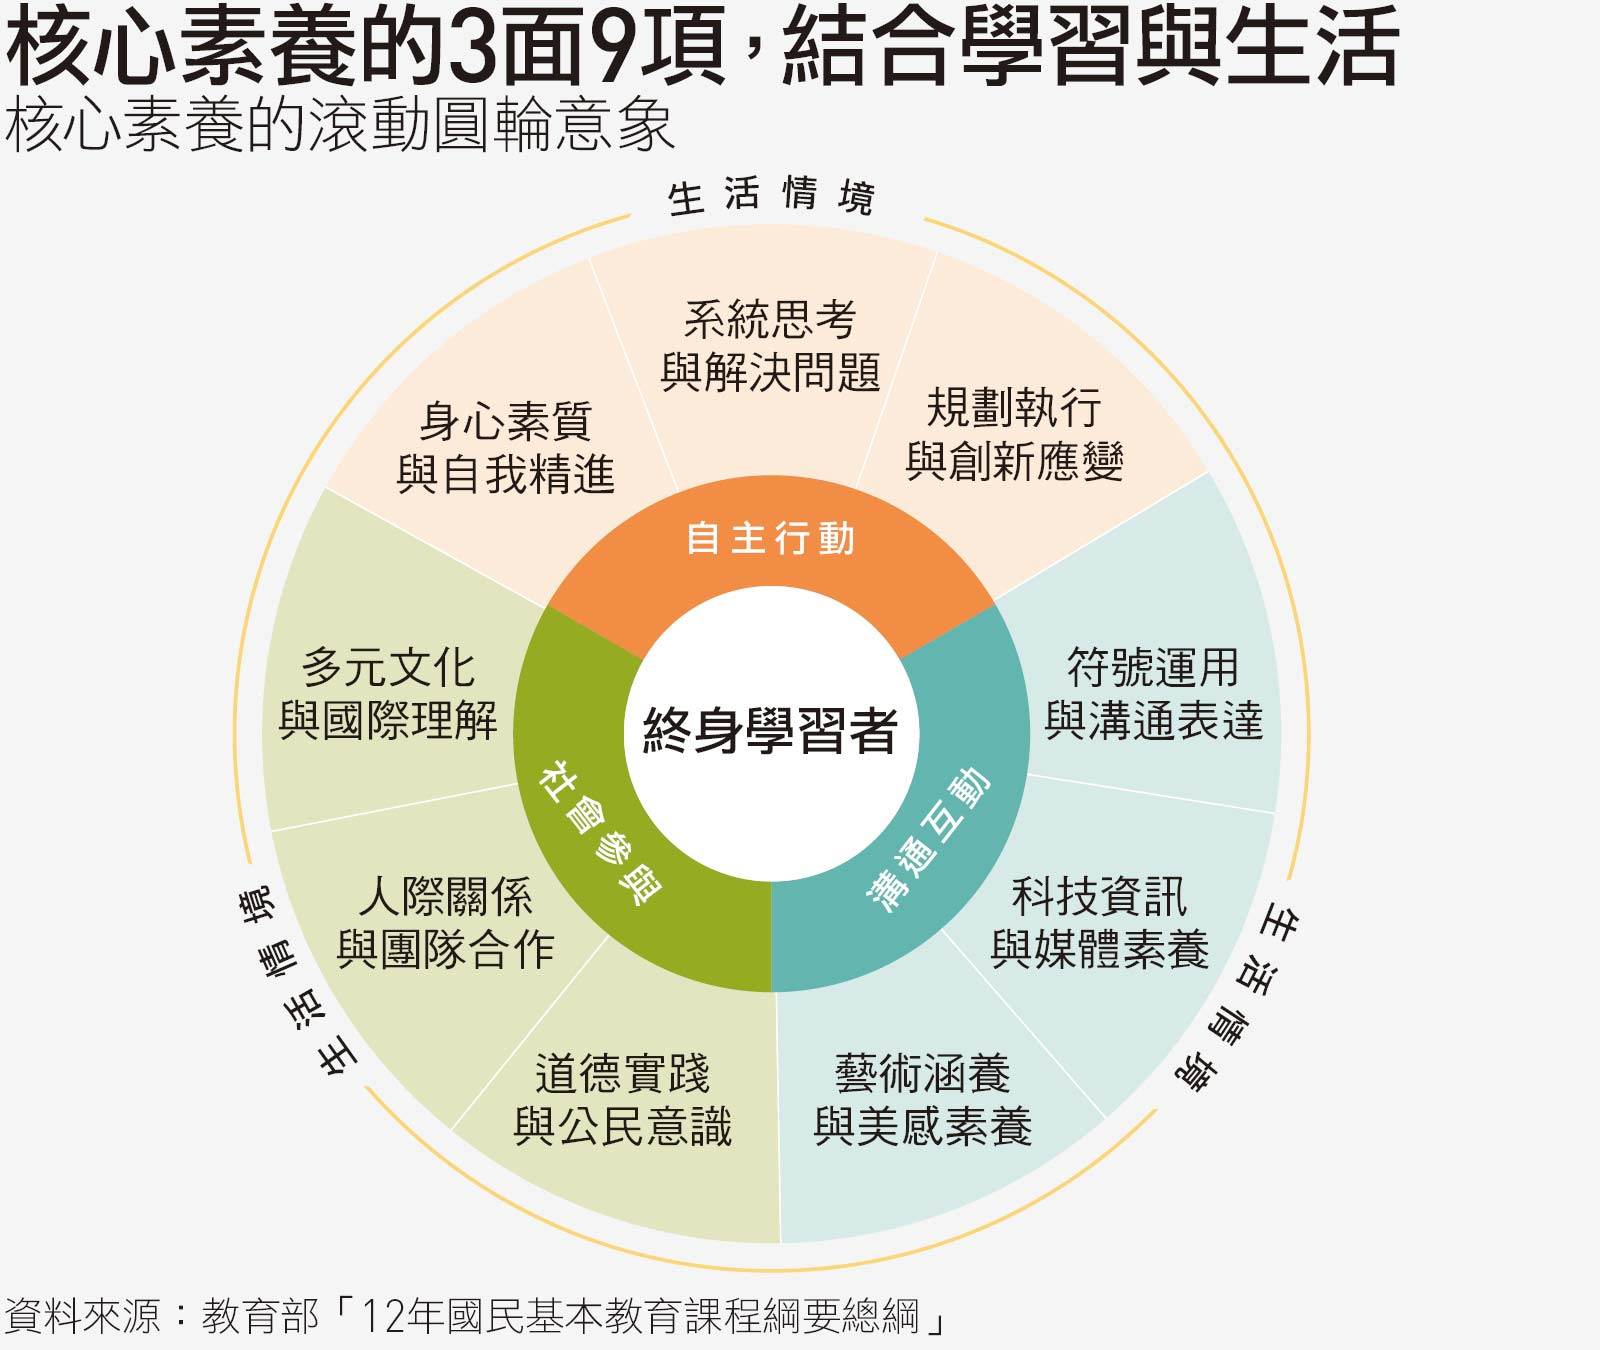 核心素養的3面9項，結合學習與生活
核心素養的滾動圓輪意象
生活情境
系統思考
與解決問題
規劃執行
與創新應變
身心素質
與自我精進
自主行動
多元文化
與國際理解
符號運用
與溝通表達
終身學習者
社會參與
溝通互動
人際關係
與團隊合作
科技資訊
與媒體素養
生活情境
生活情境
道德實踐
與公民意識
藝術涵養
與美感素養
資料來源：教育部「12年國民基本教育課程綱要總綱」